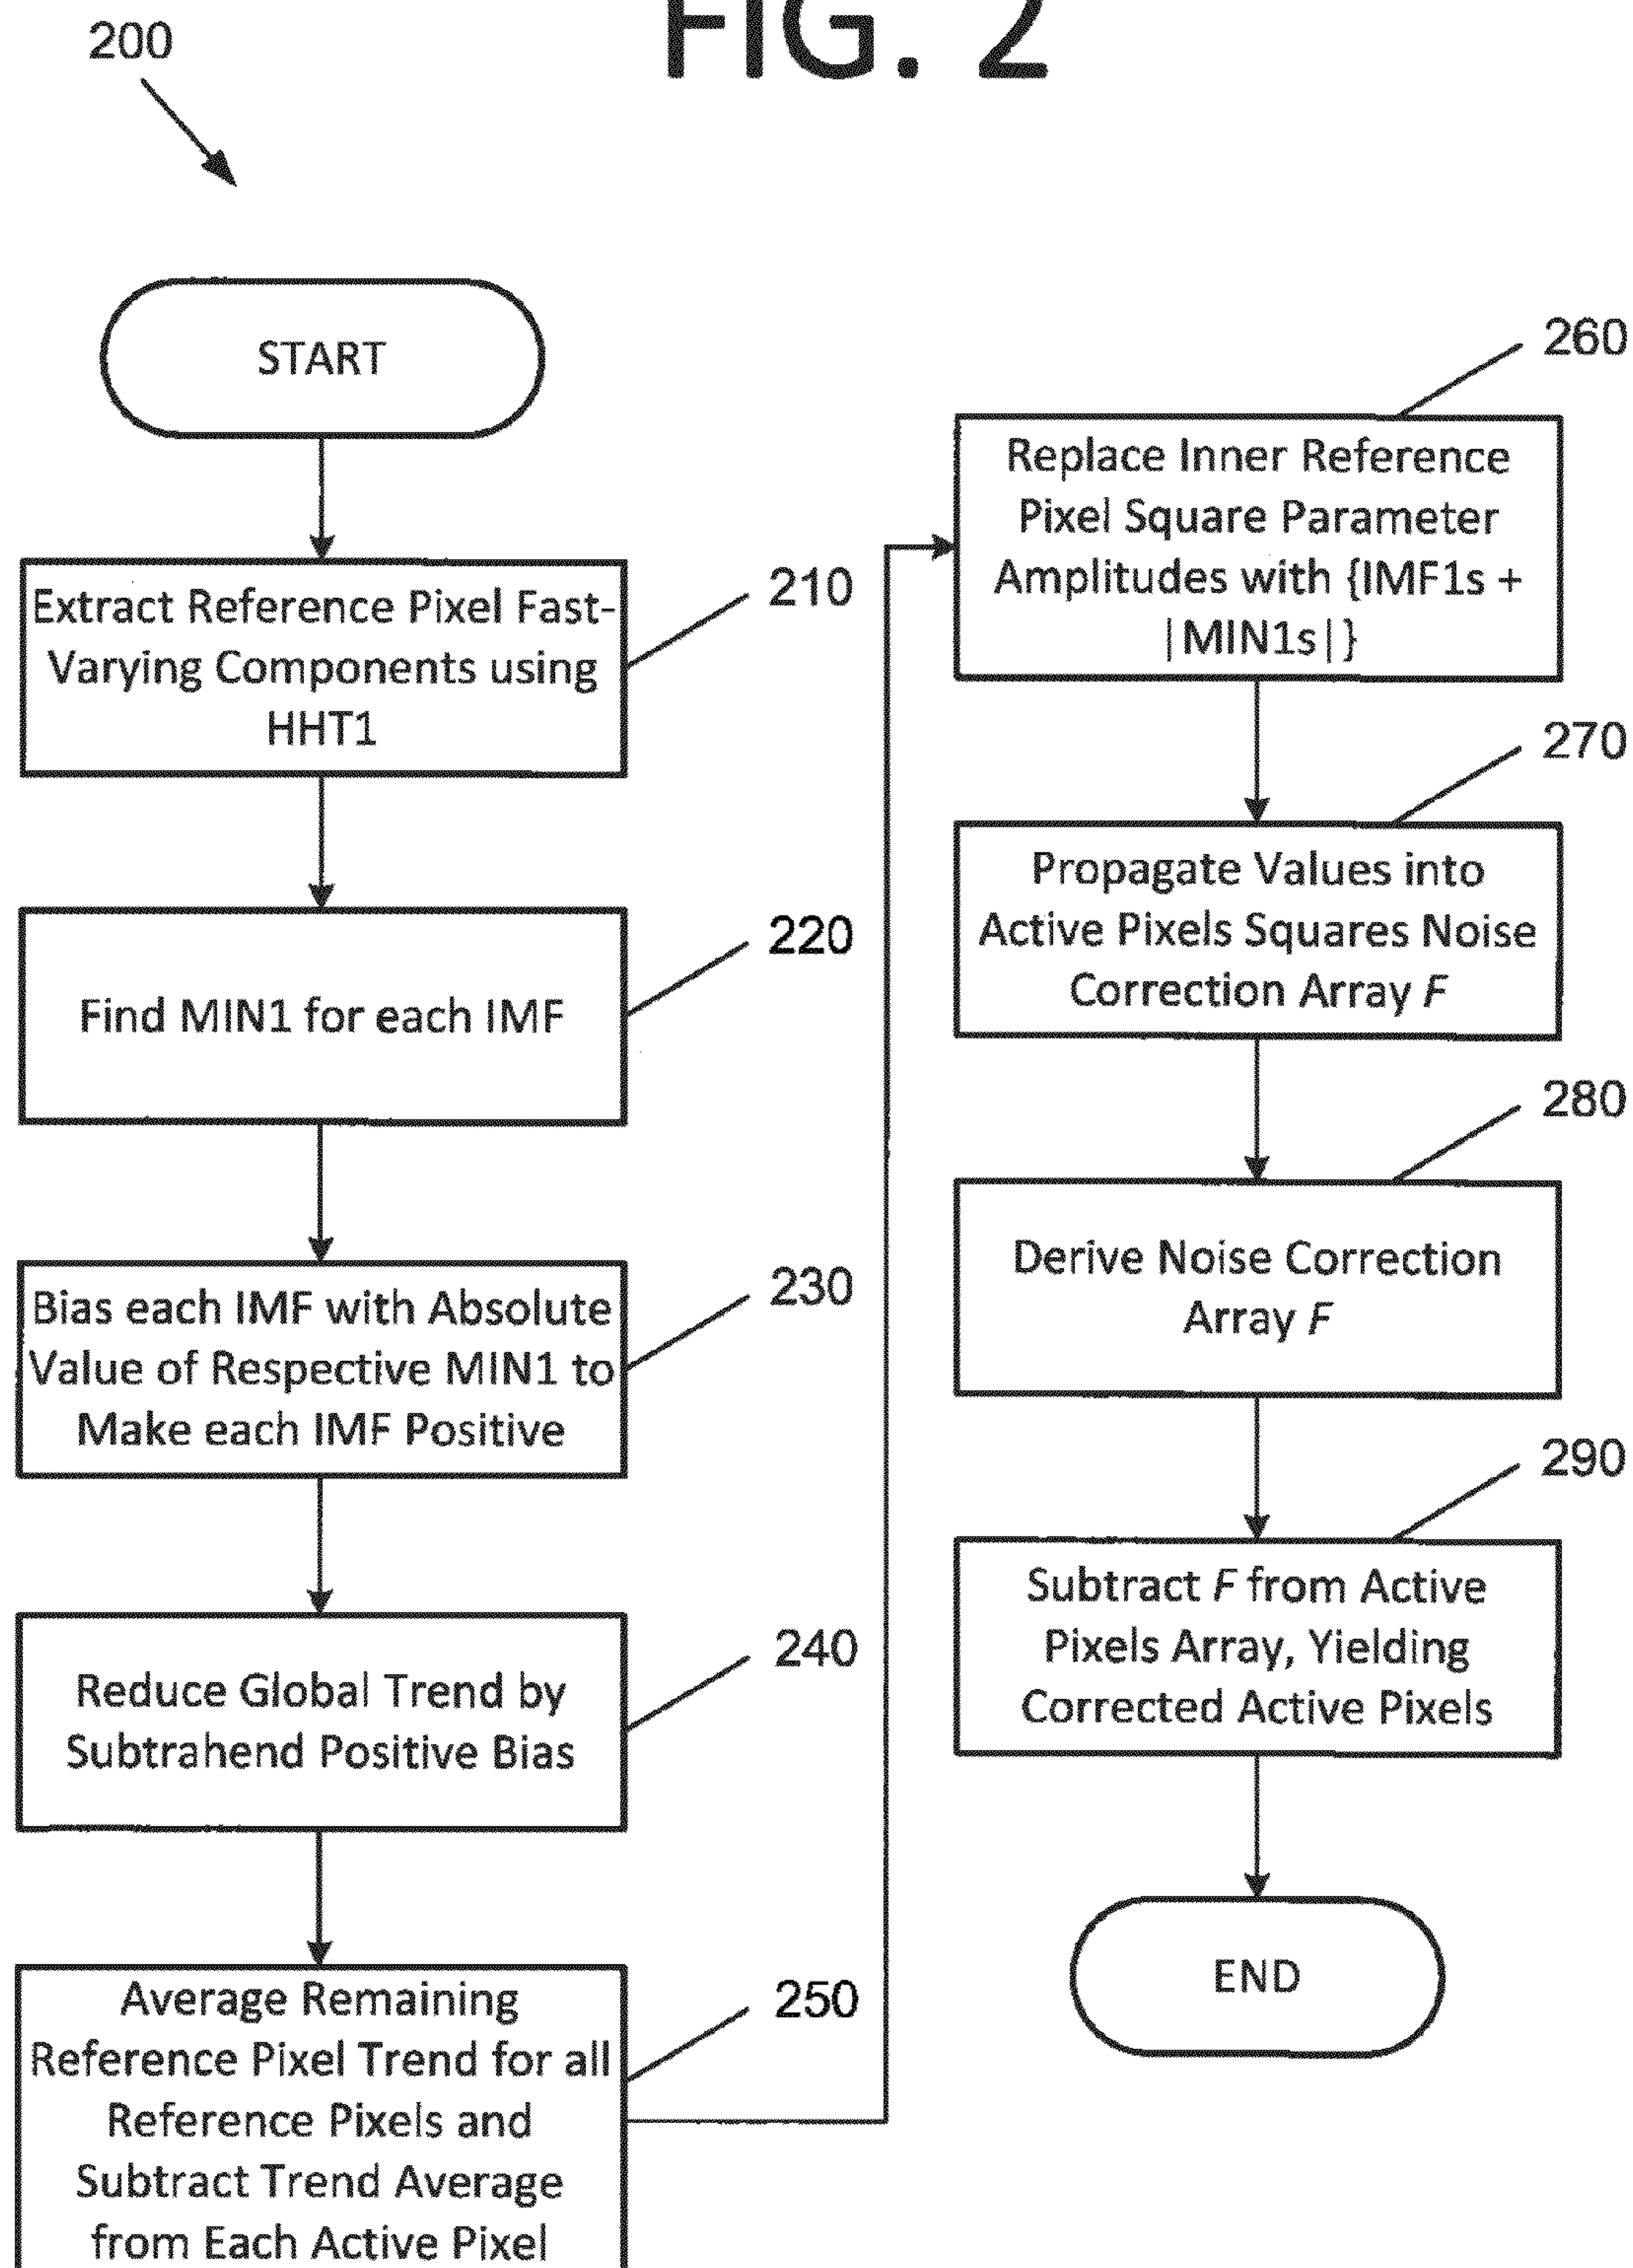 FIG. 2
200
START
210
Extract Reference Pixel Fast-
Varying Components using
HHT1
220
Find MIN1 for each IMF
230
Bias each IMF with Absolute
Value of Respective MIN1 to
Make each IMF Positive
240
Reduce Global Trend by
Subtrahend Positive Bias
250
Average Remaining
Reference Pixel Trend for all
Reference Pixels and
Subtract Trend Average
from Each Active Pixel
260
Replace Inner Reference
Pixel Square Parameter
Amplitudes with {IMF1s +
|MIN1s|}
270
Propagate Values into
Active Pixels Squares Noise
Correction Array F
280
Derive Noise Correction
Array F
290
Subtract F from Active
Pixels Array, Yielding
Corrected Active Pixels
END